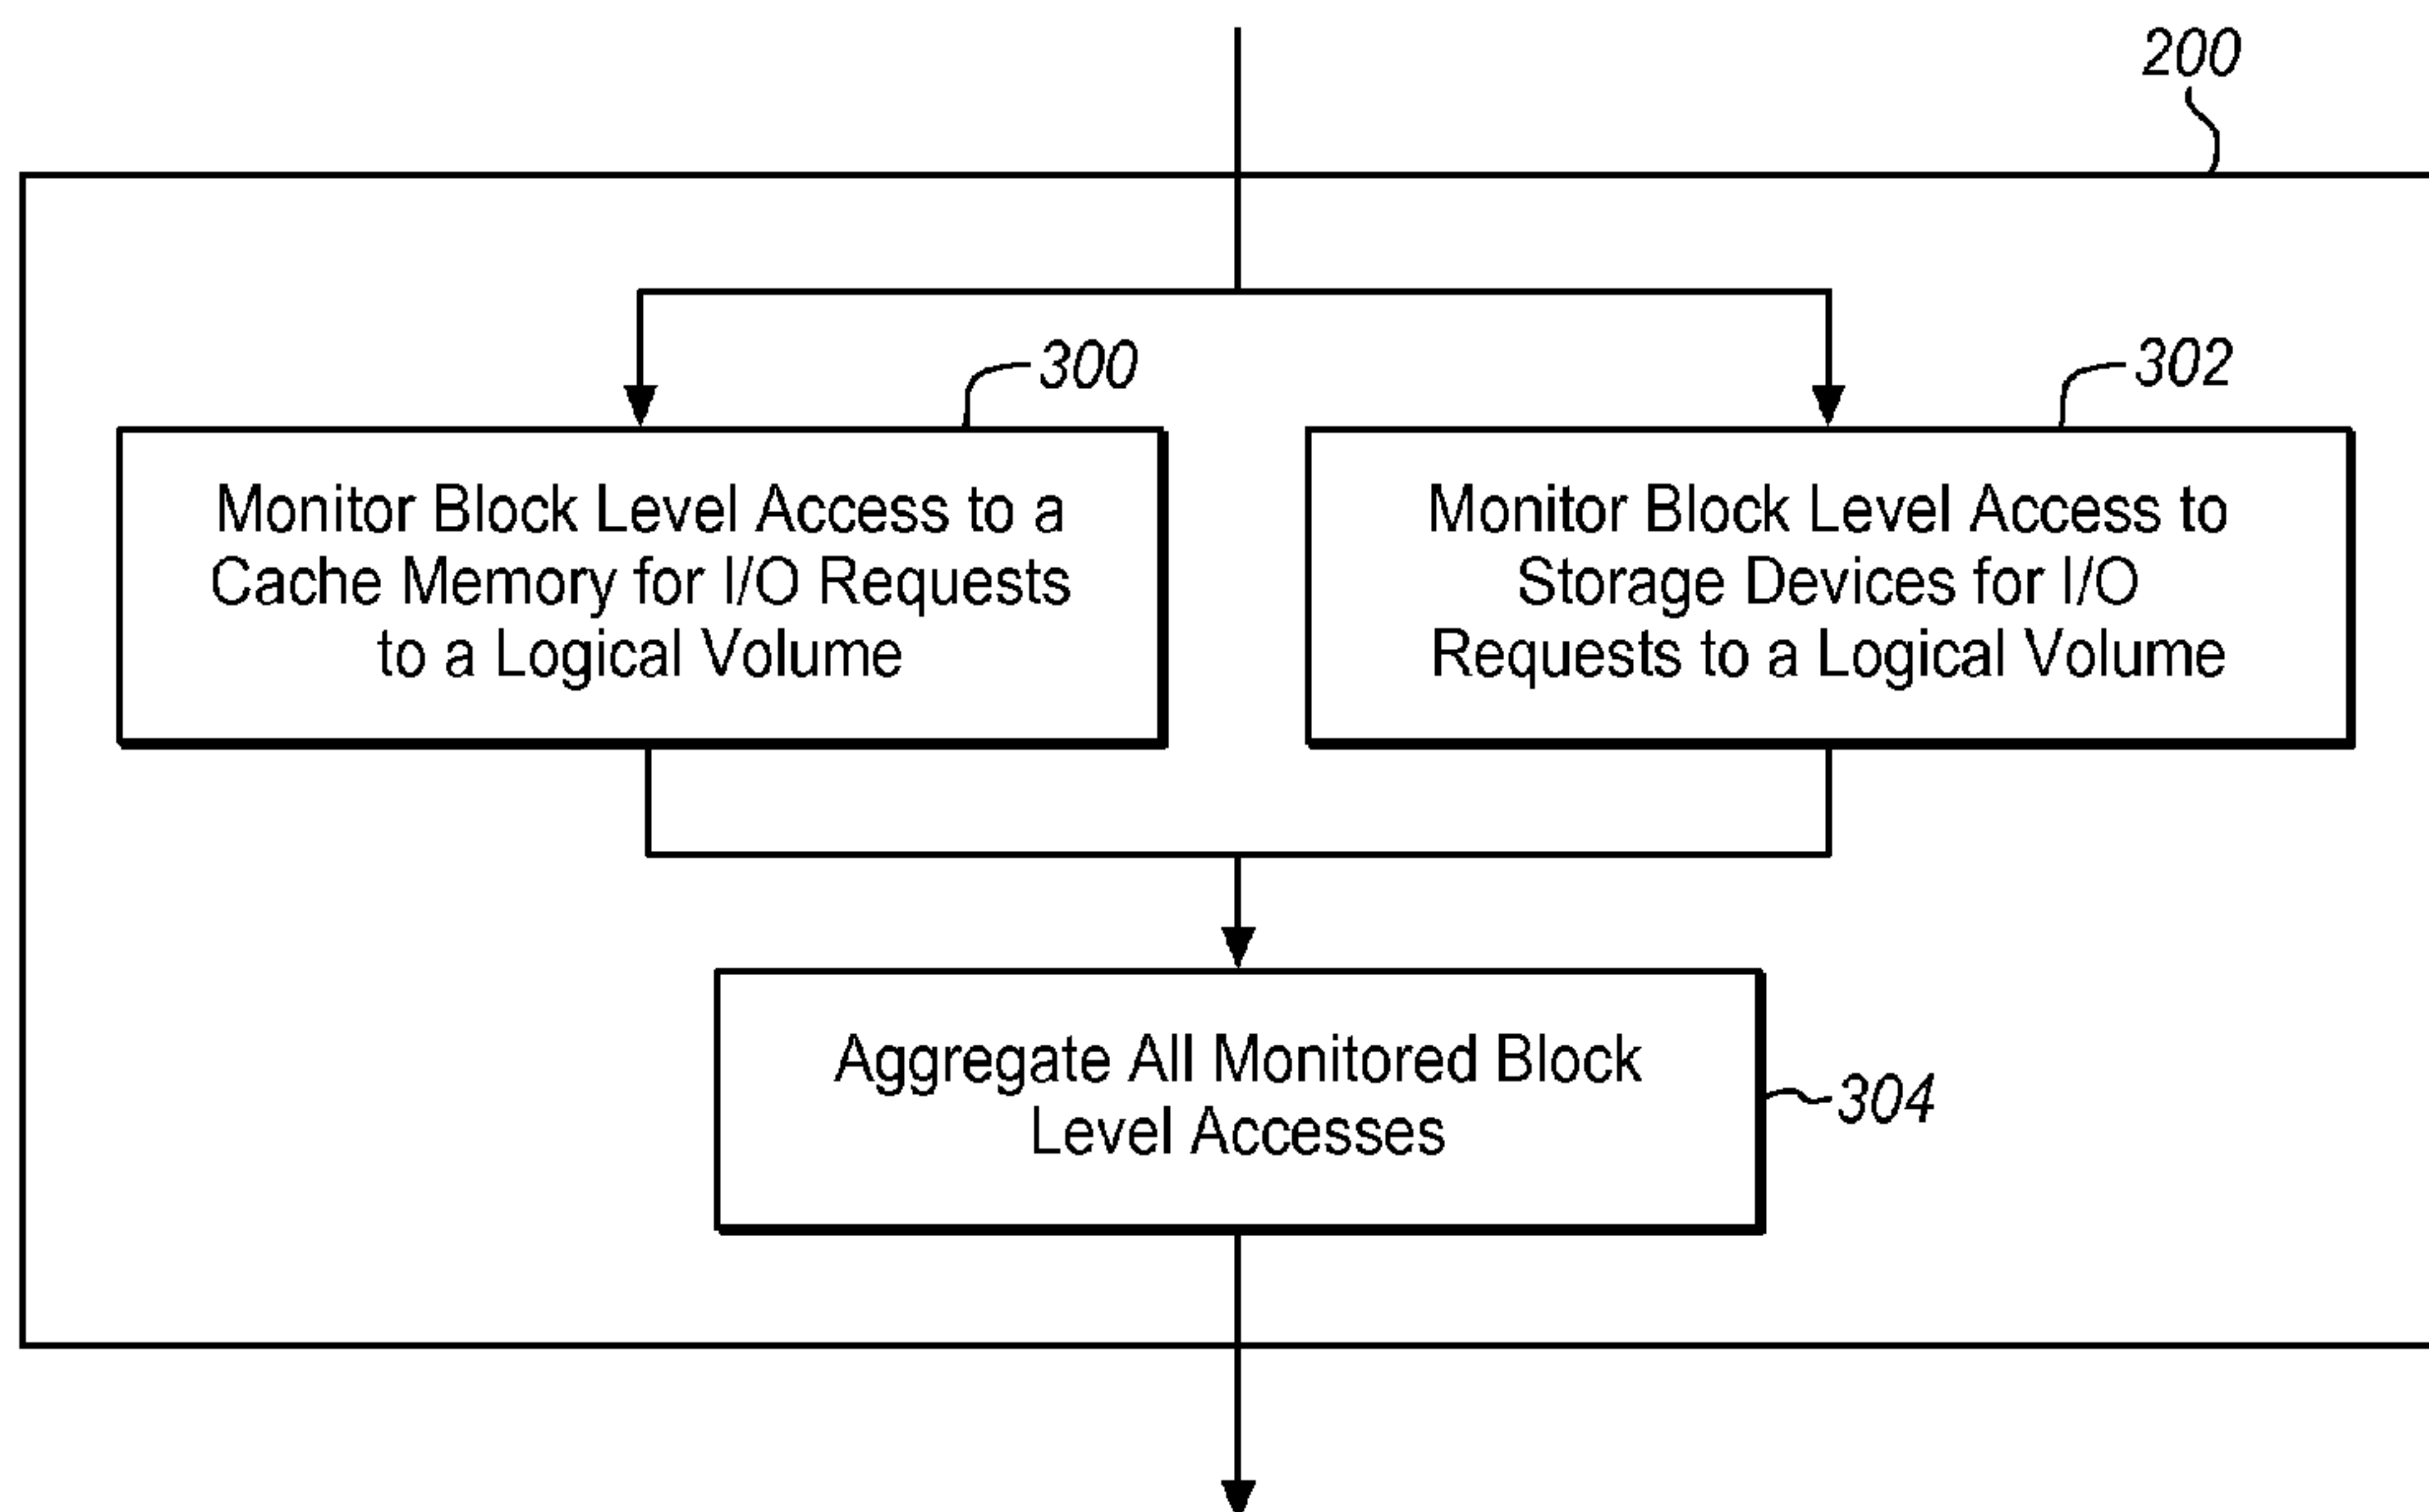 200
300
302
Monitor Block Level Access to a
Cache Memory for I/O Requests
to a Logical Volume
Monitor Block Level Access to
Storage Devices for I/O
Requests to a Logical Volume
Aggregate All Monitored Block
Level Accesses
304